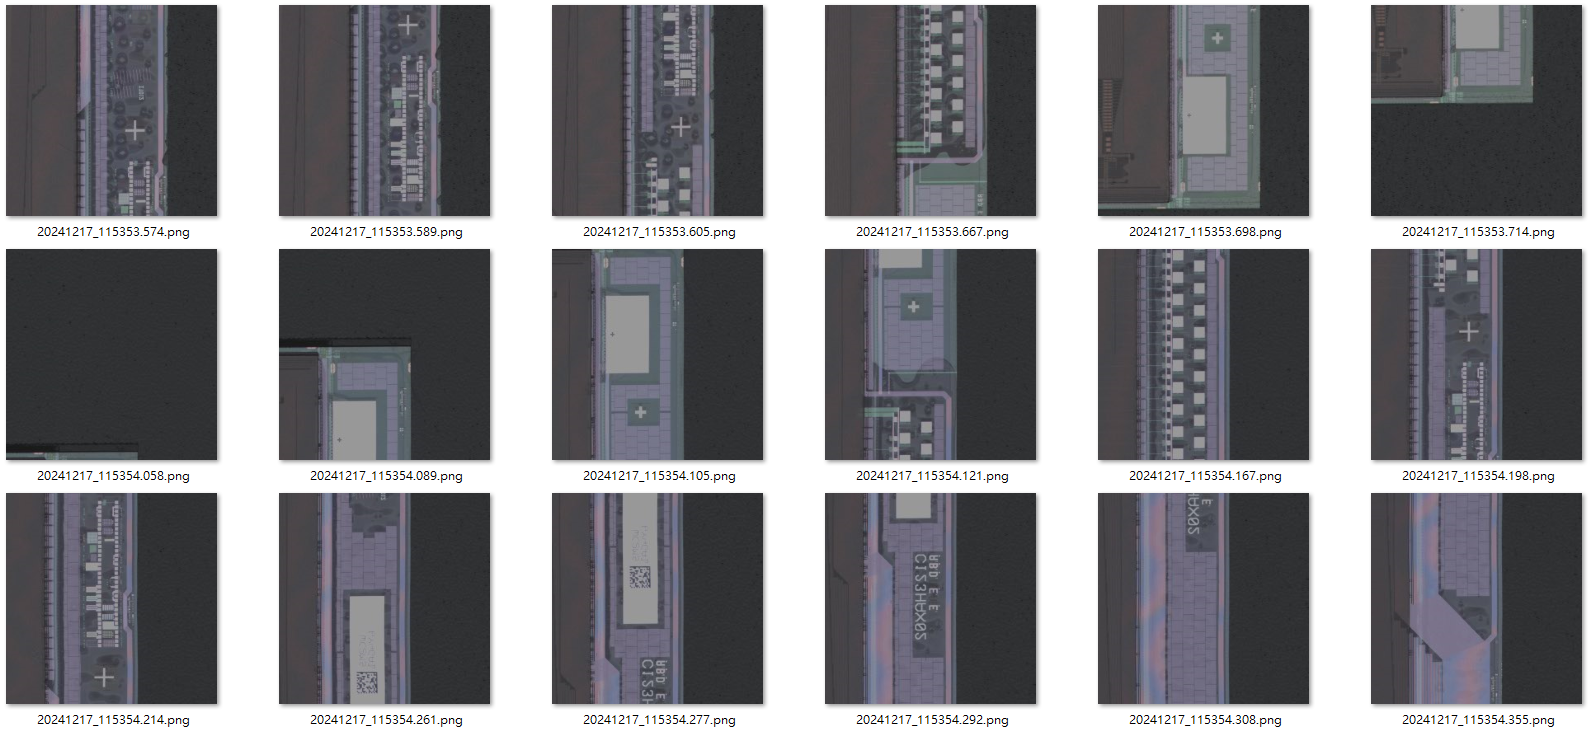 20241217_115353.574.png
20241217_115353.589.png
20241217_115353.605.png
20241217_115353.667.png
20241217_115353.698.png
20241217_115353.714.png
20241217_115354.058.png
20241217_115354.089.png
20241217_115354.105.png
20241217_115354.121.png
20241217_115354.167.png
20241217_115354.198.png
20241217_115354.214.png
20241217_115354.261.png
20241217_115354.277.png
20241217_115354.292.png
20241217_115354.308.png
20241217_115354.355.png